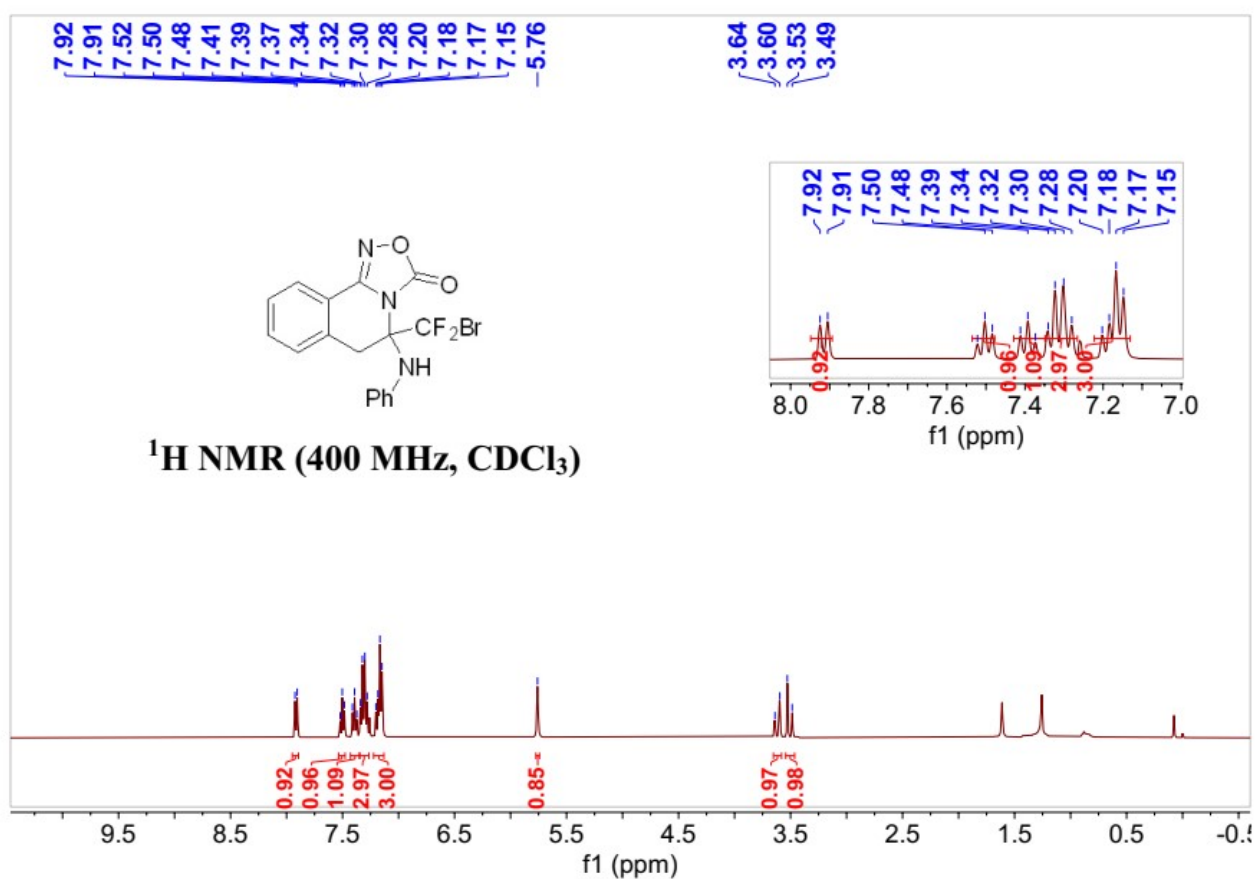 7.92 7.91 7.52 7.50 7.48 7.41 7.39 7.37 7.34 7.32 7.30 7.28 7.20 7.18 7.17 7.15 5.76 3.64 3.60 3.53 3.49
7.92 7.91 7.50 7.48 7.39 7.34 7.32 7.30 7.28 7.20 7.18 7.17 7.15
0.92 0.96 1.09 2.97 3.00
8.0 7.8 7.6 7.4 7.2 7.0
f1 (ppm)
N O
O
N
CF₂Br
NH
Ph
¹H NMR (400 MHz, CDCl₃)
0.92 0.96 1.09 2.97 3.00 0.85 0.97 0.98
9.5 8.5 7.5 6.5 5.5 4.5 3.5 2.5 1.5 0.5 -0.5
f1 (ppm)